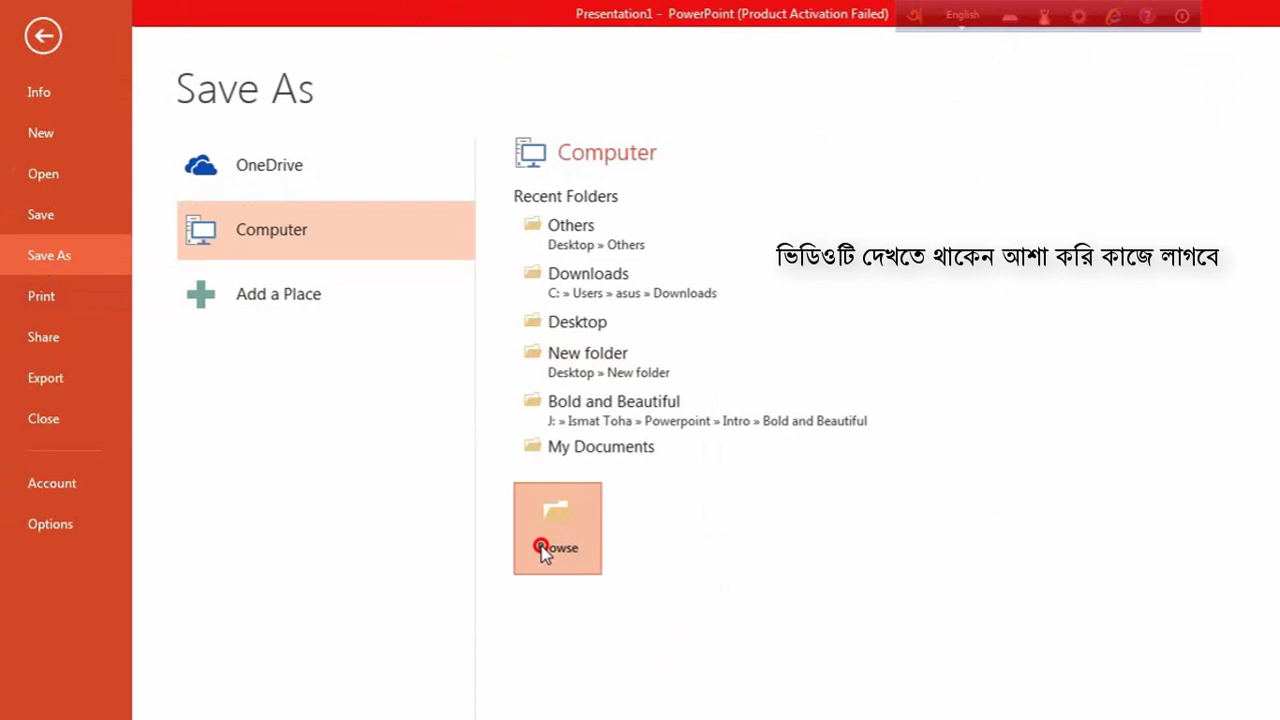 Presentation1 - PowerPoint (Product Activation Failed)
English
Info
New
Open
Save
Save As
Print
Share
Export
Close
Account
Options
Save As
OneDrive
Computer
Add a Place
Computer
Recent Folders
Others
Desktop » Others
Downloads
C: » Users » asus » Downloads
Desktop
New folder
Desktop » New folder
Bold and Beautiful
J: » Ismat Toha » Powerpoint » Intro » Bold and Beautiful
My Documents
ভিডিওটি দেখতে থাকেন আশা করি কাজে লাগবে